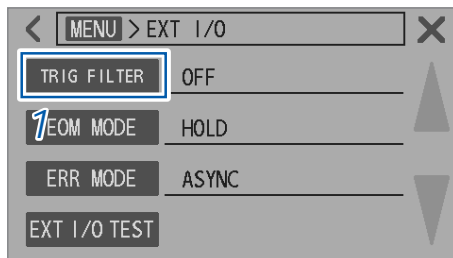 MENU > EXT I/O
TRIG FILTER OFF
1
EOM MODE HOLD
ERR MODE ASYNC
EXT I/O TEST